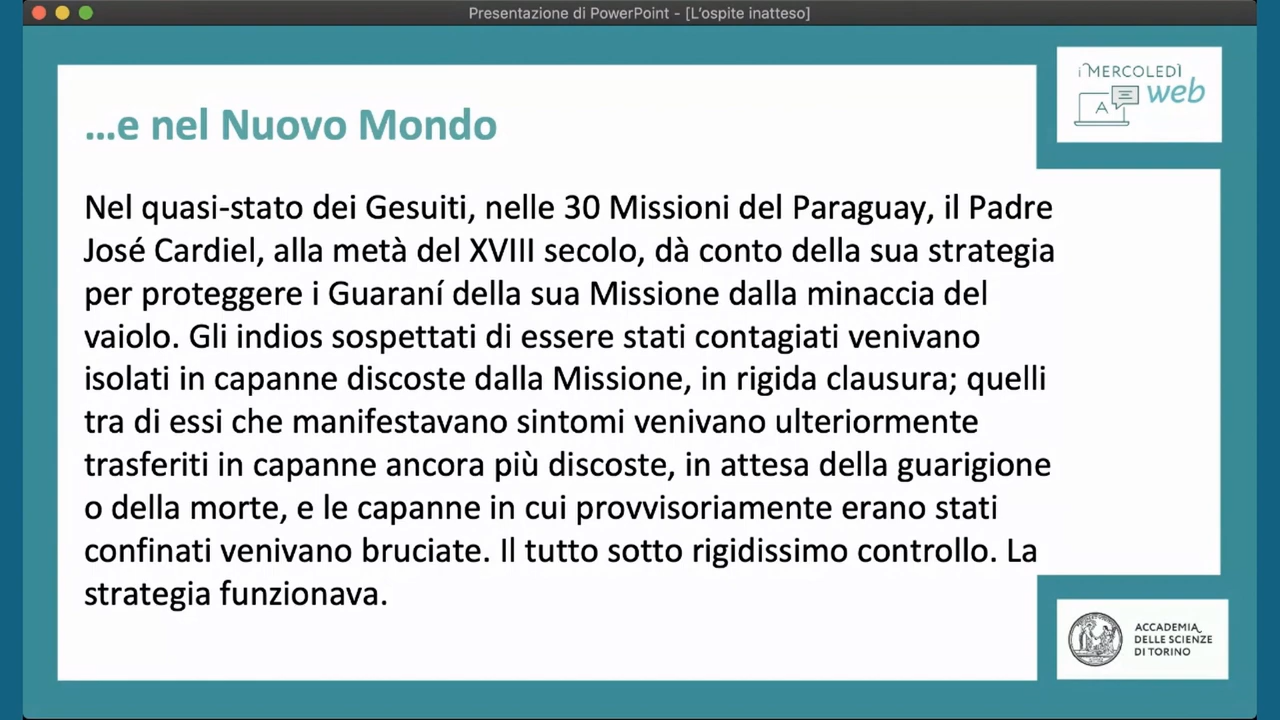 Presentazione di PowerPoint - [L'ospite inatteso]
i MERCOLEDÌ
web
A
...e nel Nuovo Mondo
Nel quasi-stato dei Gesuiti, nelle 30 Missioni del Paraguay, il Padre
José Cardiel, alla metà del XVIII secolo, dà conto della sua strategia
per proteggere i Guaraní della sua Missione dalla minaccia del
vaiolo. Gli indios sospettati di essere stati contagiati venivano
isolati in capanne discoste dalla Missione, in rigida clausura; quelli
tra di essi che manifestavano sintomi venivano ulteriormente
trasferiti in capanne ancora più discoste, in attesa della guarigione
o della morte, e le capanne in cui provvisoriamente erano stati
confinati venivano bruciate. Il tutto sotto rigidissimo controllo. La
strategia funzionava.
ACCADEMIA
DELLE SCIENZE
DI TORINO